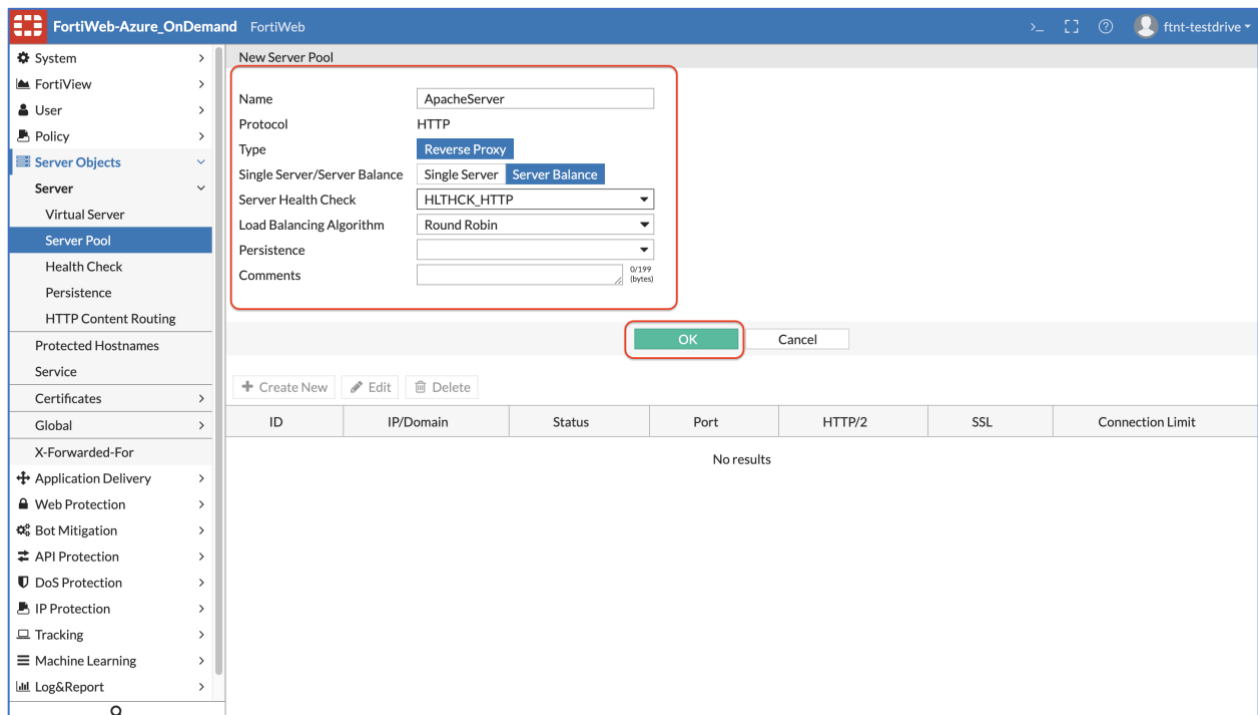 FortiWeb-Azure_OnDemand FortiWeb >_ ftnt-testdrive
System
FortiView
User
Policy
Server Objects
Server
Virtual Server
Server Pool
Health Check
Persistence
HTTP Content Routing
Protected Hostnames
Service
Certificates
Global
X-Forwarded-For
Application Delivery
Web Protection
Bot Mitigation
API Protection
DoS Protection
IP Protection
Tracking
Machine Learning
Log&Report
New Server Pool
Name ApacheServer
Protocol HTTP
Type Reverse Proxy
Single Server/Server Balance Single Server Server Balance
Server Health Check HLTHCK_HTTP
Load Balancing Algorithm Round Robin
Persistence
Comments 0/199
(bytes)
OK Cancel
Create New Edit Delete
ID IP/Domain Status Port HTTP/2 SSL Connection Limit
No results